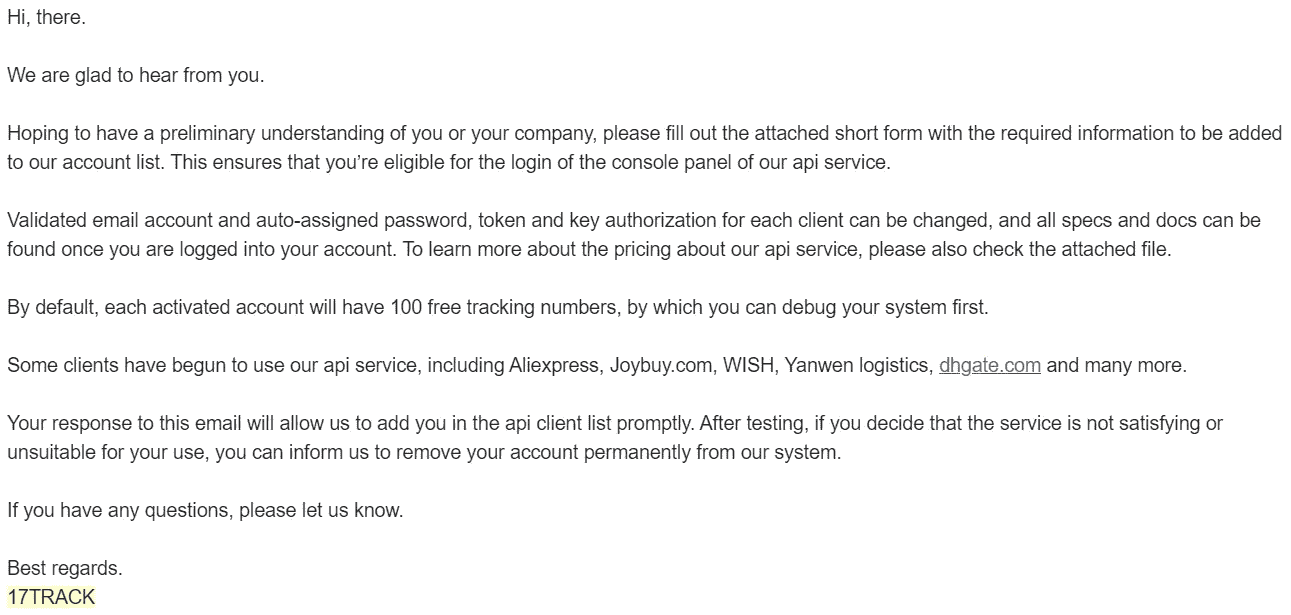 Hi, there.
We are glad to hear from you.
Hoping to have a preliminary understanding of you or your company, please fill out the attached short form with the required information to be added
to our account list. This ensures that you’re eligible for the login of the console panel of our api service.
Validated email account and auto-assigned password, token and key authorization for each client can be changed, and all specs and docs can be
found once you are logged into your account. To learn more about the pricing about our api service, please also check the attached file.
By default, each activated account will have 100 free tracking numbers, by which you can debug your system first.
Some clients have begun to use our api service, including Aliexpress, Joybuy.com, WISH, Yanwen logistics, dhgate.com and many more.
Your response to this email will allow us to add you in the api client list promptly. After testing, if you decide that the service is not satisfying or
unsuitable for your use, you can inform us to remove your account permanently from our system.
If you have any questions, please let us know.
Best regards.
17TRACK